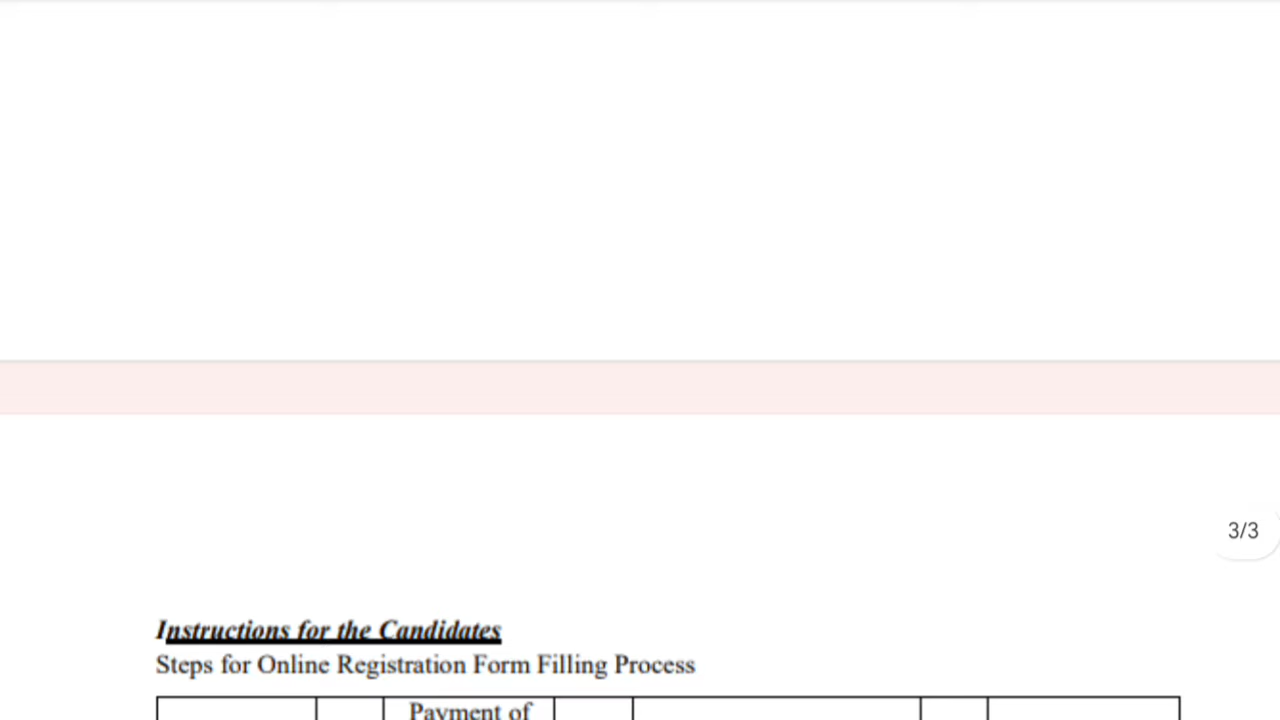 3/3
Instructions for the Candidates
Steps for Online Registration Form Filling Process
Payment of